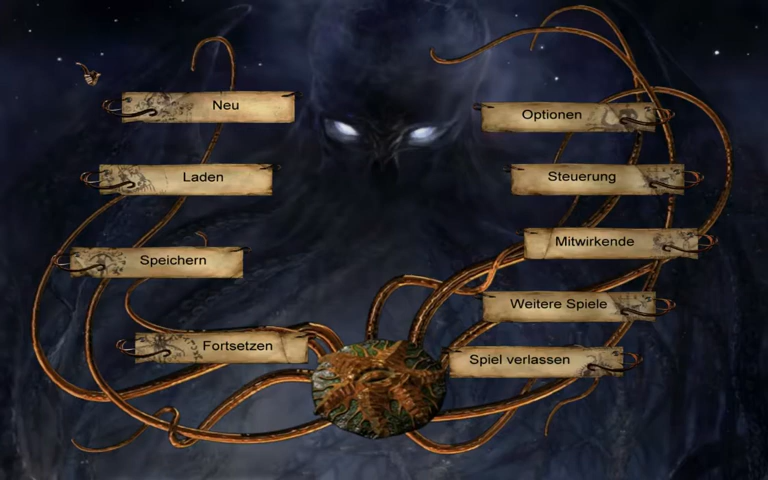 Neu
Laden
Speichern
Fortsetzen
Optionen
Steuerung
Mitwirkende
Weitere Spiele
Spiel verlassen